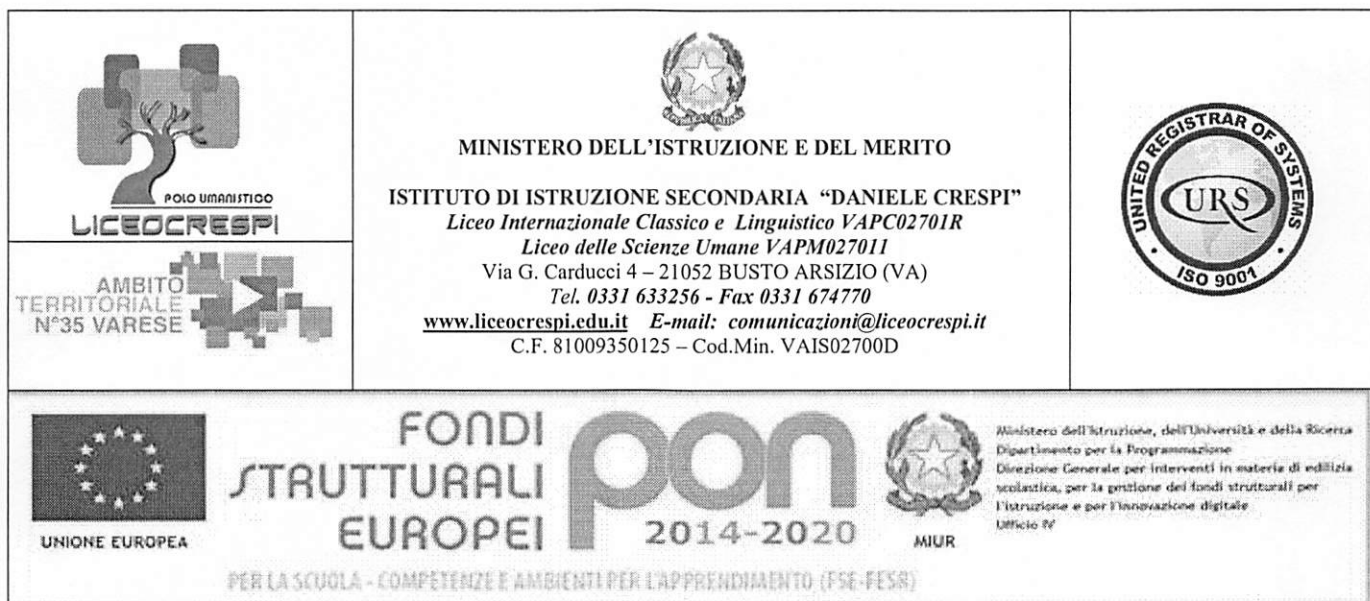 POLO UMANISTICO
LICEOCRESPI
AMBITO
TERRITORIALE
N°35 VARESE
MINISTERO DELL'ISTRUZIONE E DEL MERITO
ISTITUTO DI ISTRUZIONE SECONDARIA “DANIELE CRESPI”
Liceo Internazionale Classico e Linguistico VAPC02701R
Liceo delle Scienze Umane VAPM027011
Via G. Carducci 4 – 21052 BUSTO ARSIZIO (VA)
Tel. 0331 633256 - Fax 0331 674770
www.liceocrespi.edu.it E-mail: comunicazioni@liceocrespi.it
C.F. 81009350125 – Cod.Min. VAIS02700D
UNITED REGISTRAR OF SYSTEMS
URS
ISO 9001
UNIONE EUROPEA
FONDI
STRUTTURALI
EUROPEI
pon
2014-2020
MIUR
Ministero dell'Istruzione, dell'Università e della Ricerca
Dipartimento per la Programmazione
Direzione Generale per interventi in materia di edilizia
scolastica, per la gestione dei fondi strutturali per
l'istruzione e per l'innovazione digitale
Ufficio IV
PER LA SCUOLA - COMPETENZE E AMBIENTI PER L'APPRENDIMENTO (FSE-FESR)